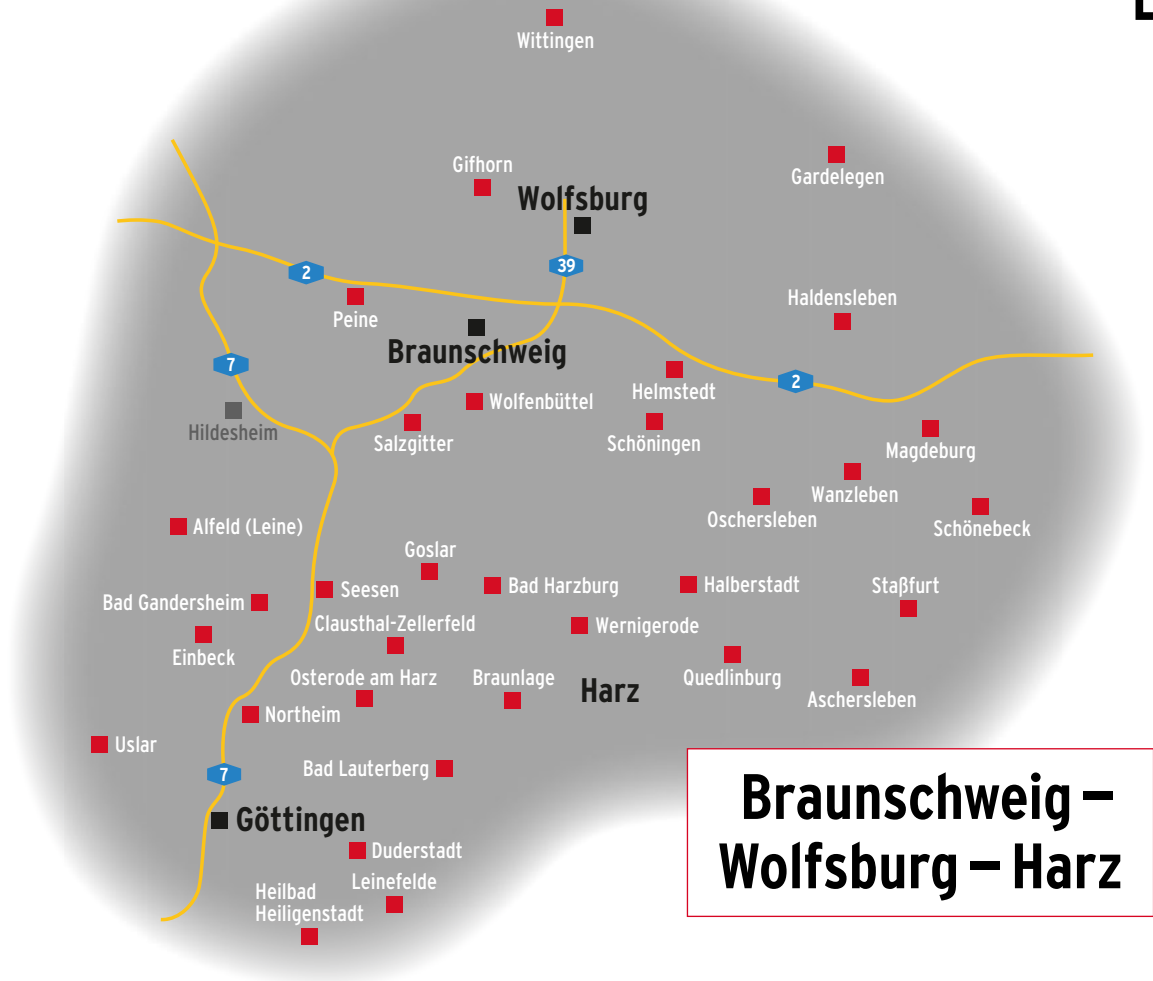 Wittingen
Gifhorn
Gardelegen
Wolfsburg
39
2
Haldensleben
Peine
Braunschweig
7
2
Helmstedt
Wolfenbüttel
Hildesheim
Salzgitter
Schöningen
Magdeburg
Wanzleben
Oschersleben
Schönebeck
Alfeld (Leine)
Goslar
Seesen
Bad Harzburg
Halberstadt
Staßfurt
Bad Gandersheim
Clausthal-Zellerfeld
Wernigerode
Einbeck
Osterode am Harz
Braunlage
Harz
Quedlinburg
Aschersleben
Northeim
Uslar
Bad Lauterberg
7
Göttingen
Duderstadt
Leinefelde
Heilbad
Heiligenstadt
Braunschweig –
Wolfsburg – Harz